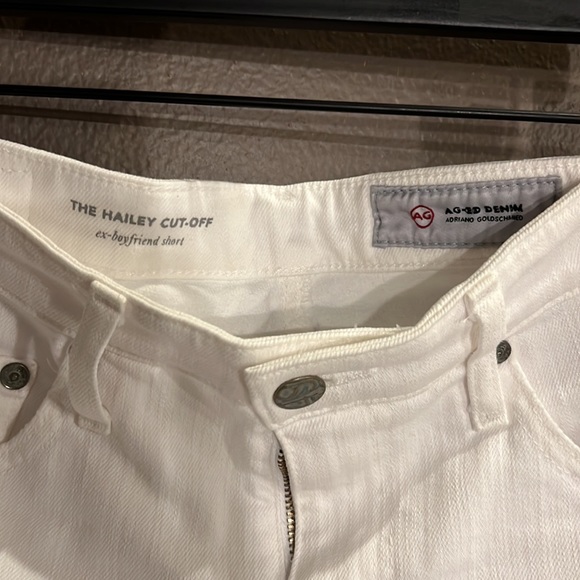 THE HAILEY CUT-OFF
ex-boyfriend short
AG
AG-ED DENIM
ADRIANO GOLDSCHMIED